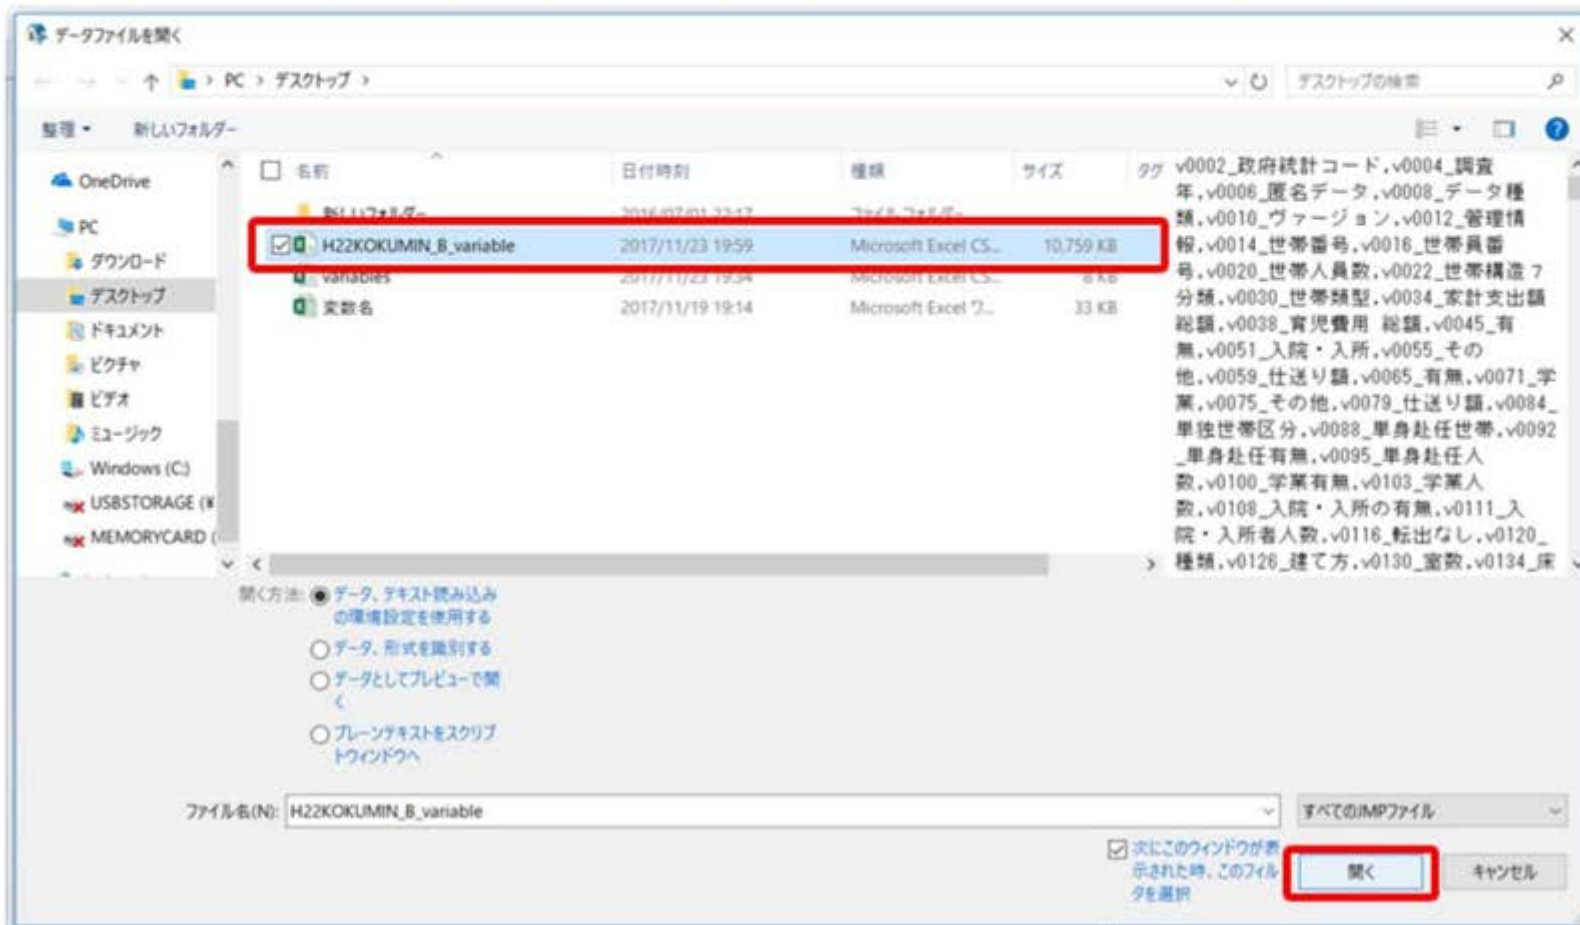 データファイルを開く
PC > デスクトップ >
デスクトップの検索
整理
新しいフォルダー
OneDrive
PC
ダウンロード
デスクトップ
ドキュメント
ピクチャ
ビデオ
ミュージック
Windows (C:)
USBSTORAGE (¥
MEMORYCARD (
名前 日付時刻 種類 サイズ タグ
新しいフォルダー 2016/07/01 22:17 ファイル フォルダー
H22KOKUMIN_B_variable 2017/11/23 19:59 Microsoft Excel CS... 10,759 KB
variables 2017/11/23 19:54 Microsoft Excel CS... 8 KB
変数名 2017/11/19 19:14 Microsoft Excel ワ... 33 KB
v0002_政府統計コード,v0004_調査
年,v0006_匿名データ,v0008_データ種
類,v0010_ヴァージョン,v0012_管理情
報,v0014_世帯番号,v0016_世帯員番
号,v0020_世帯人員数,v0022_世帯構造7
分類,v0030_世帯類型,v0034_家計支出額
総額,v0038_育児費用 総額,v0045_有
無,v0051_入院・入所,v0055_その
他,v0059_仕送り額,v0065_有無,v0071_学
業,v0075_その他,v0079_仕送り額,v0084_
単独世帯区分,v0088_単身赴任世帯,v0092
_単身赴任有無,v0095_単身赴任人
数,v0100_学業有無,v0103_学業人
数,v0108_入院・入所の有無,v0111_入
院・入所者人数,v0116_転出なし,v0120_
種類,v0126_建て方,v0130_室数,v0134_床
開く方法: データ、テキスト読み込み
の環境設定を使用する
データ、形式を識別する
データとしてプレビューで開
く
プレーンテキストをスクリプ
トウィンドウへ
ファイル名(N): H22KOKUMIN_B_variable
すべてのJMPファイル
次にこのウィンドウが表
示された時、このフィル
タを選択
開く
キャンセル